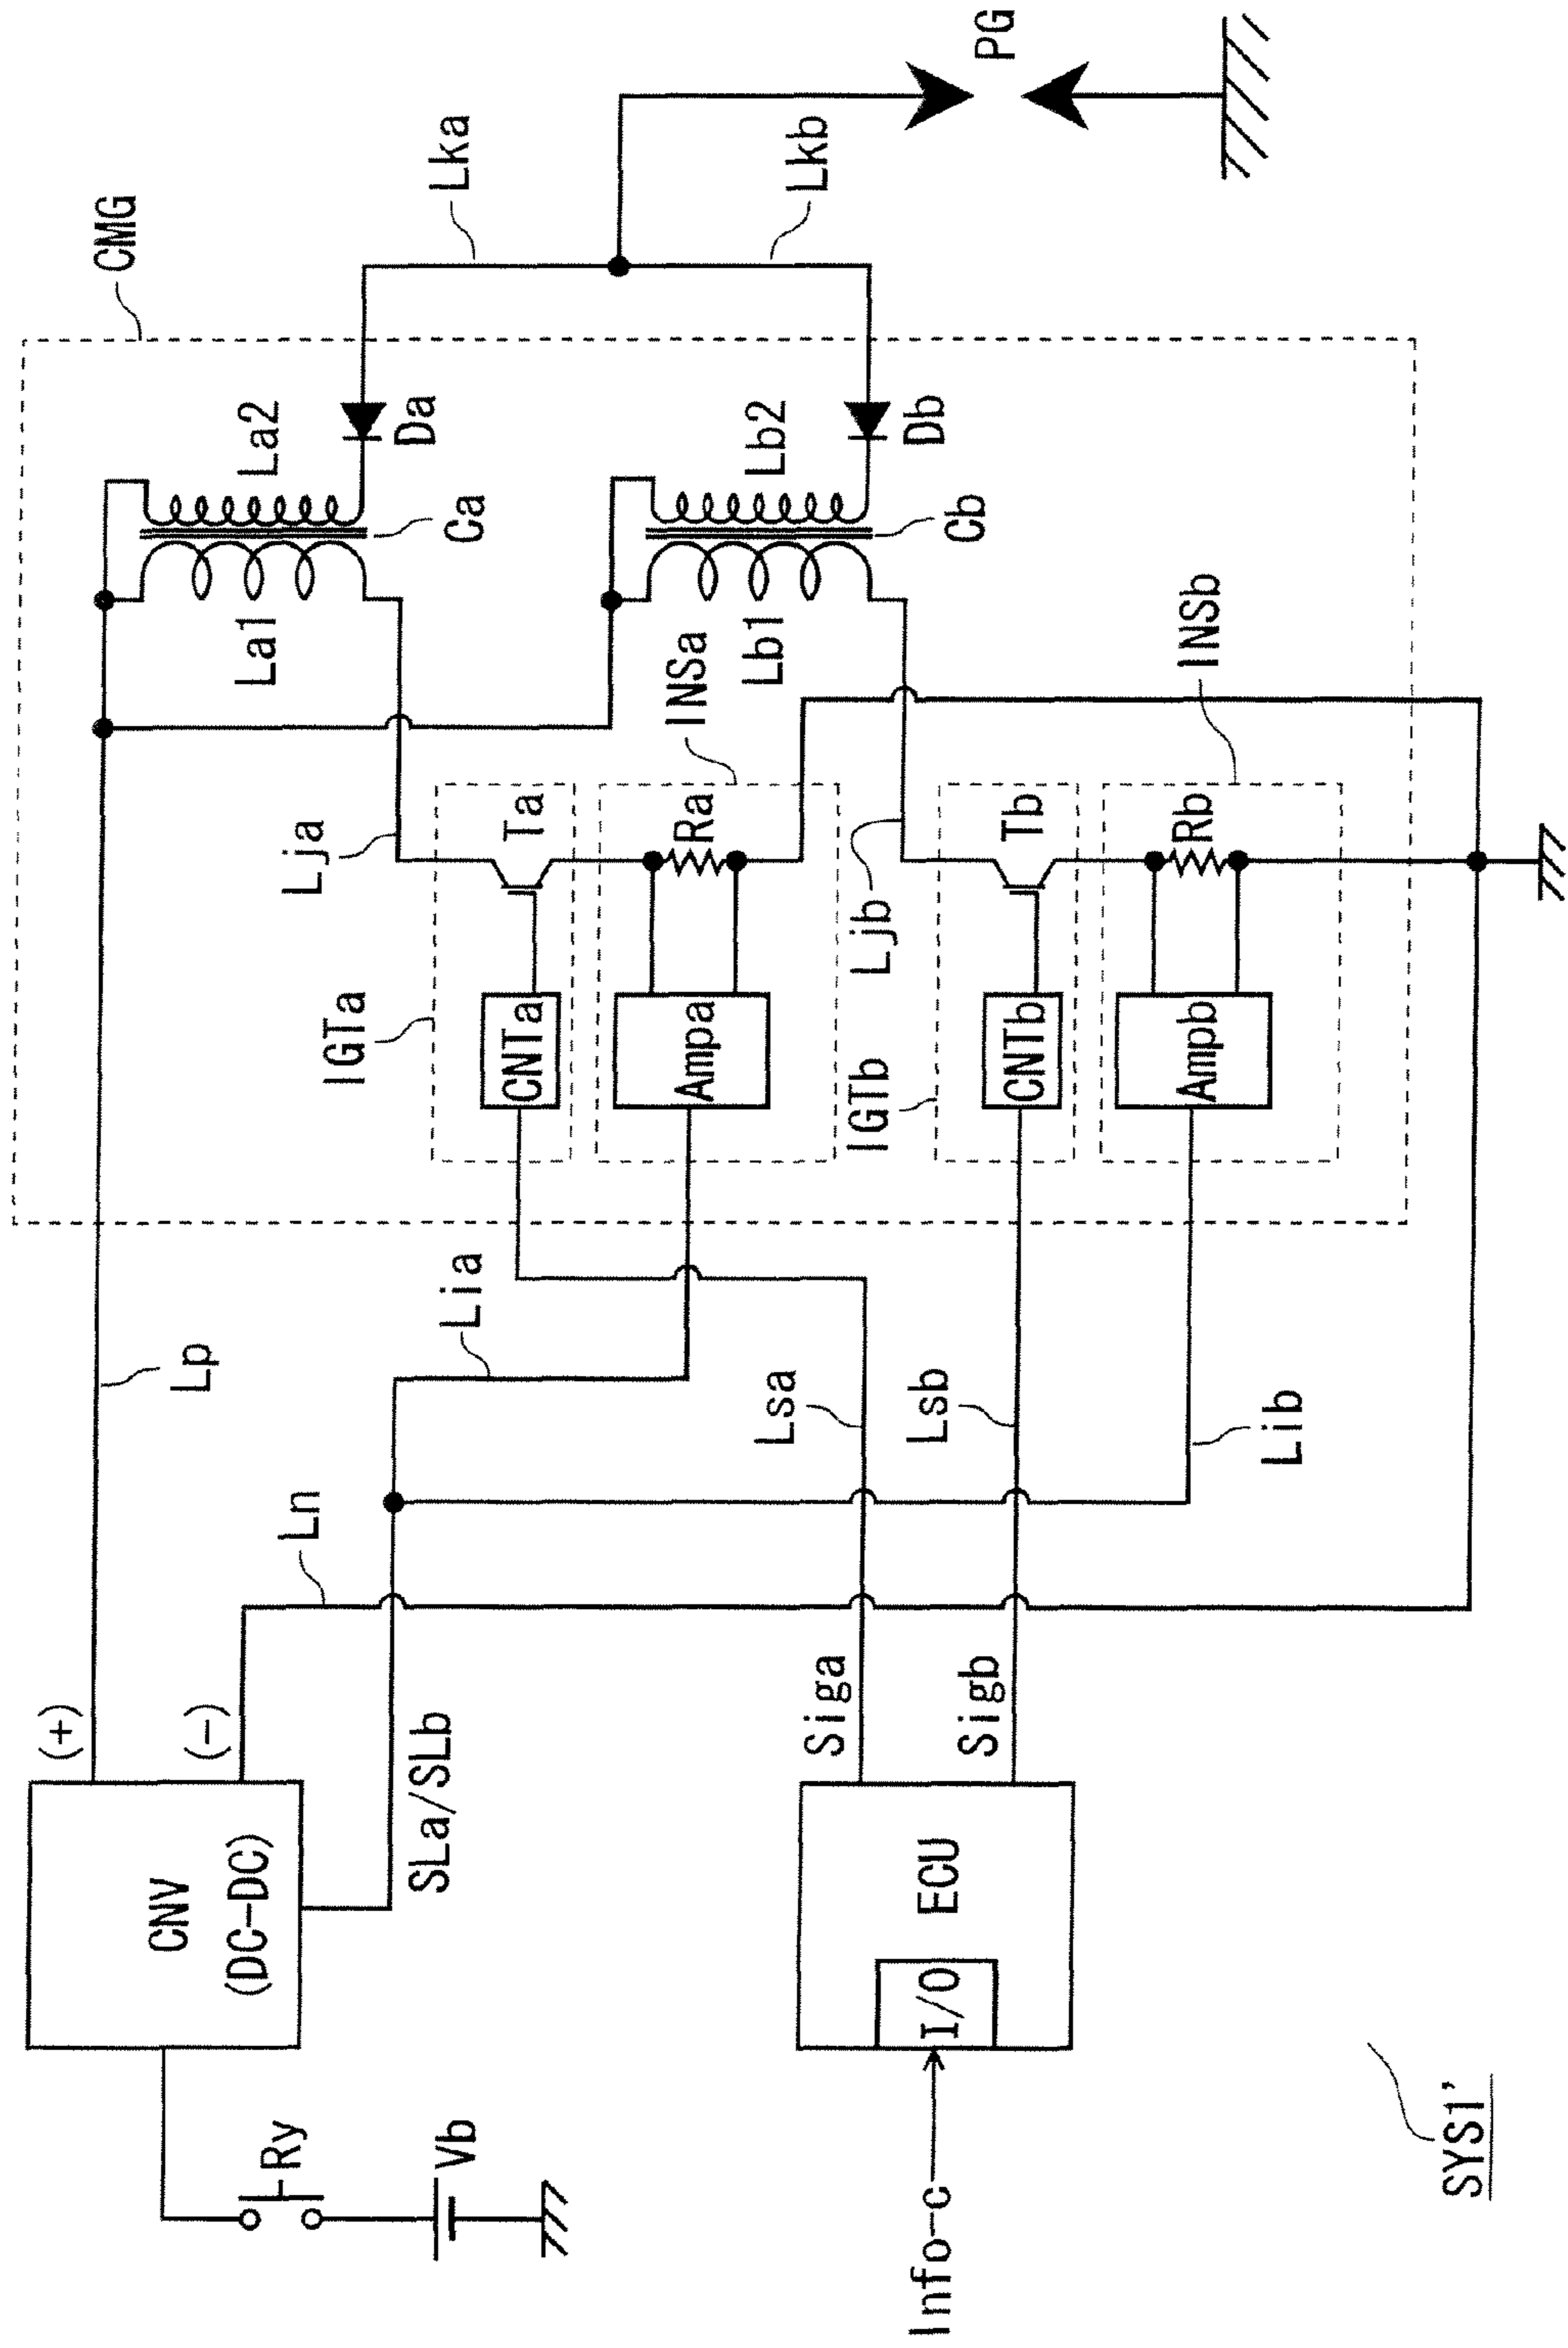 CMG
Lka
Lkb
PG
La2
Da
Ca
La1
Lb2
Db
Cb
Lb1
INSa
INSb
Lja
Ta
Ra
Ljb
Tb
Rb
IGTa
CNTa
Ampa
IGTb
CNTb
Ampb
Lp
Lia
Lsa
Lsb
Lib
Ln
(+)
(-)
SLa/SLb
Siga
Sigb
CNV
(DC-DC)
ECU
I/O
Ry
Vb
Info-c
SYS1'